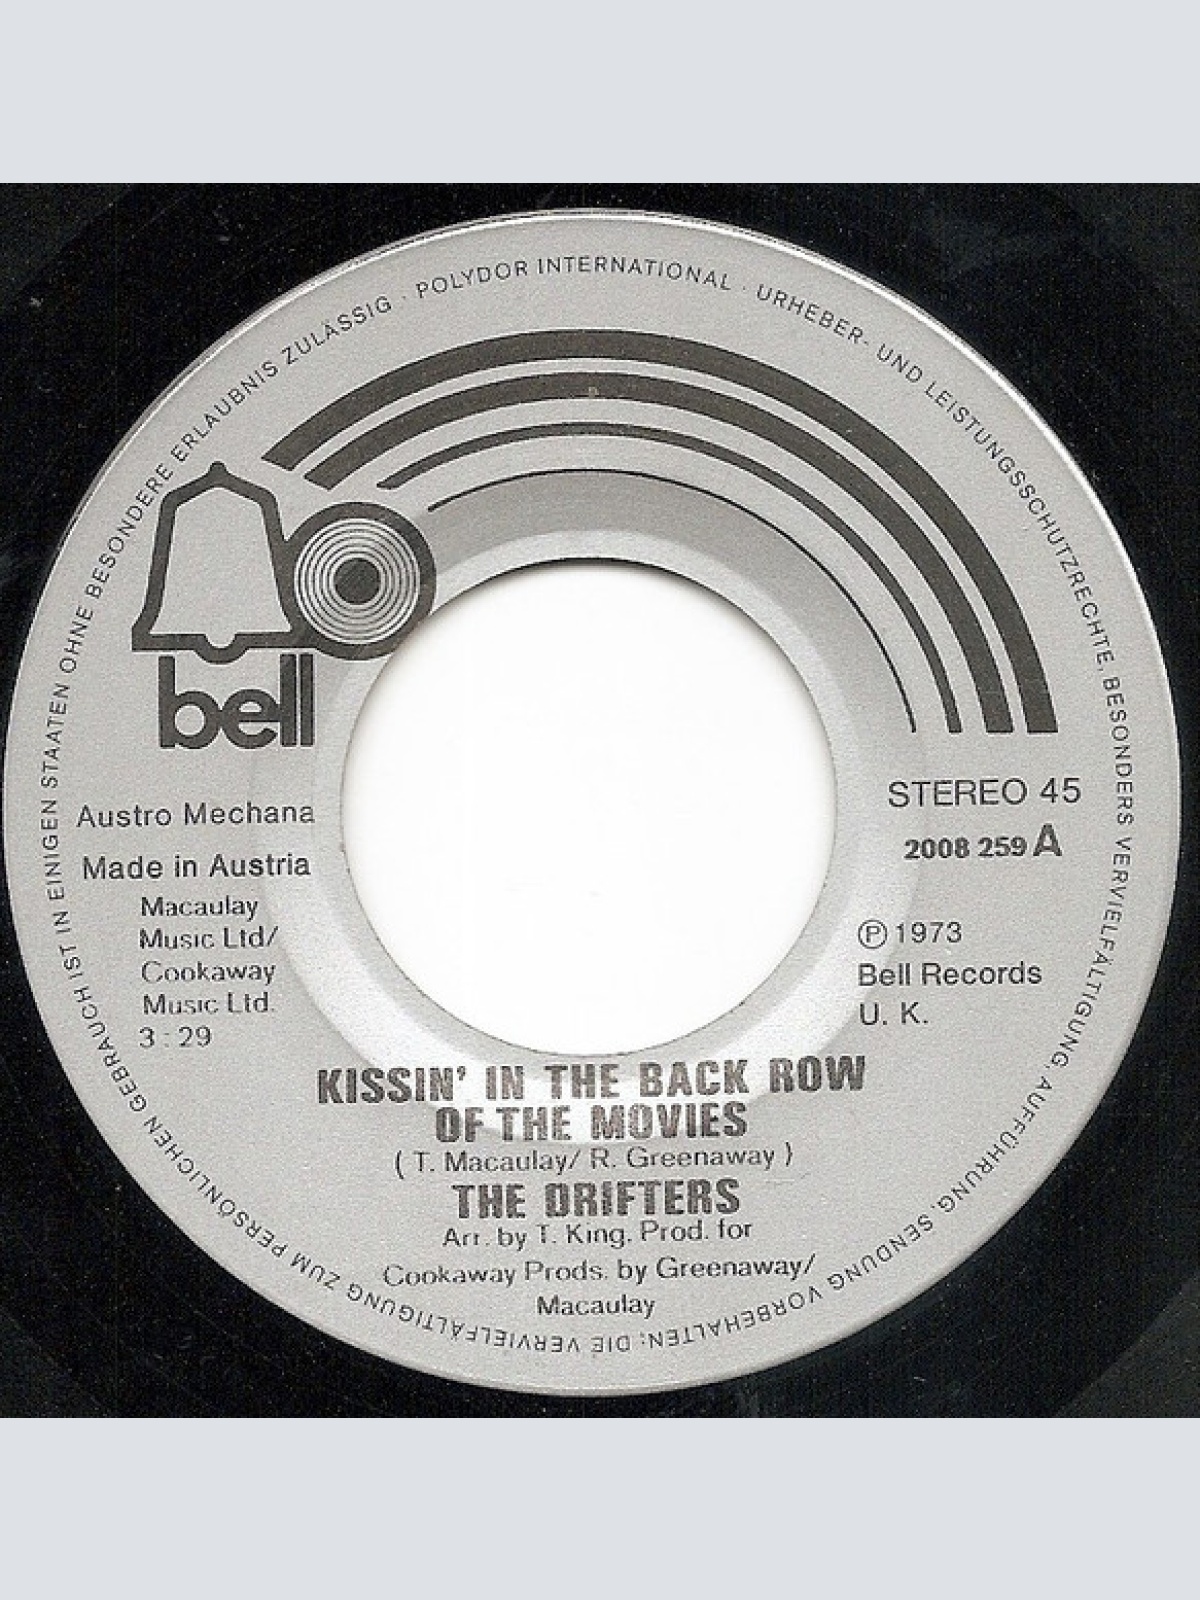 POLYDOR INTERNATIONAL · URHEBER- UND LEISTUNGSSCHUTZRECHTE, BESONDERS VERVIELFÄLTIGUNG, AUFFÜHRUNG, SENDUNG VORBEHALTEN; DIE VERVIELFÄLTIGUNG ZUM PERSÖNLICHEN GEBRAUCH IST IN EINIGEN STAATEN OHNE BESONDERE ERLAUBNIS ZULÄSSIG ·
bell
Austro Mechana
Made in Austria
Macaulay
Music Ltd/
Cookaway
Music Ltd.
3:29
STEREO 45
2008 259 A
Ⓟ 1973
Bell Records
U. K.
KISSIN' IN THE BACK ROW
OF THE MOVIES
( T. Macaulay/ R. Greenaway )
THE DRIFTERS
Arr. by T. King. Prod. for
Cookaway Prods. by Greenaway/
Macaulay